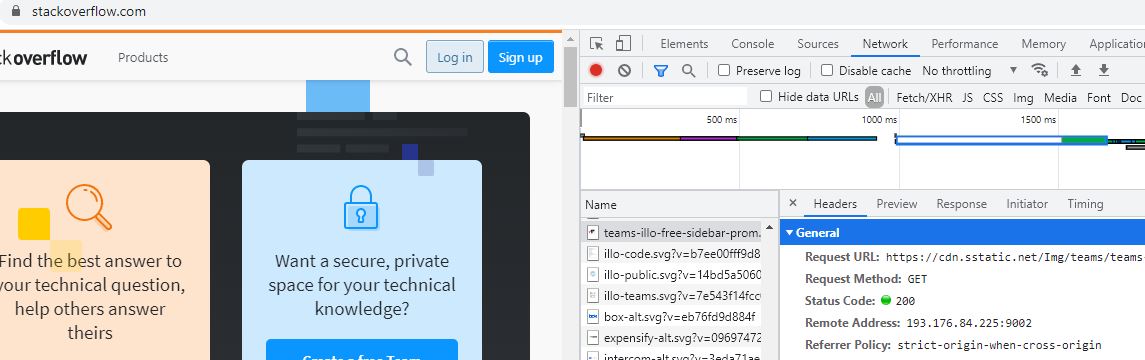 stackoverflow.com
ckoverflow Products Log in Sign up
Find the best answer to
your technical question,
help others answer
theirs
Want a secure, private
space for your technical
knowledge?
Create a free Team
Elements Console Sources Network Performance Memory Application
Preserve log Disable cache No throttling
Filter Hide data URLs All Fetch/XHR JS CSS Img Media Font Doc
500 ms 1000 ms 1500 ms
Name
teams-illo-free-sidebar-prom.
illo-code.svg?v=b7ee00fff9d8
illo-public.svg?v=14bd5a5060
illo-teams.svg?v=7e543f14fcc
box-alt.svg?v=eb76fd9d884f
expensify-alt.svg?v=09697472
intercom-alt.svg?v=3eda71ae
× Headers Preview Response Initiator Timing
General
Request URL: https://cdn.sstatic.net/Img/teams/teams-
Request Method: GET
Status Code: 200
Remote Address: 193.176.84.225:9002
Referrer Policy: strict-origin-when-cross-origin